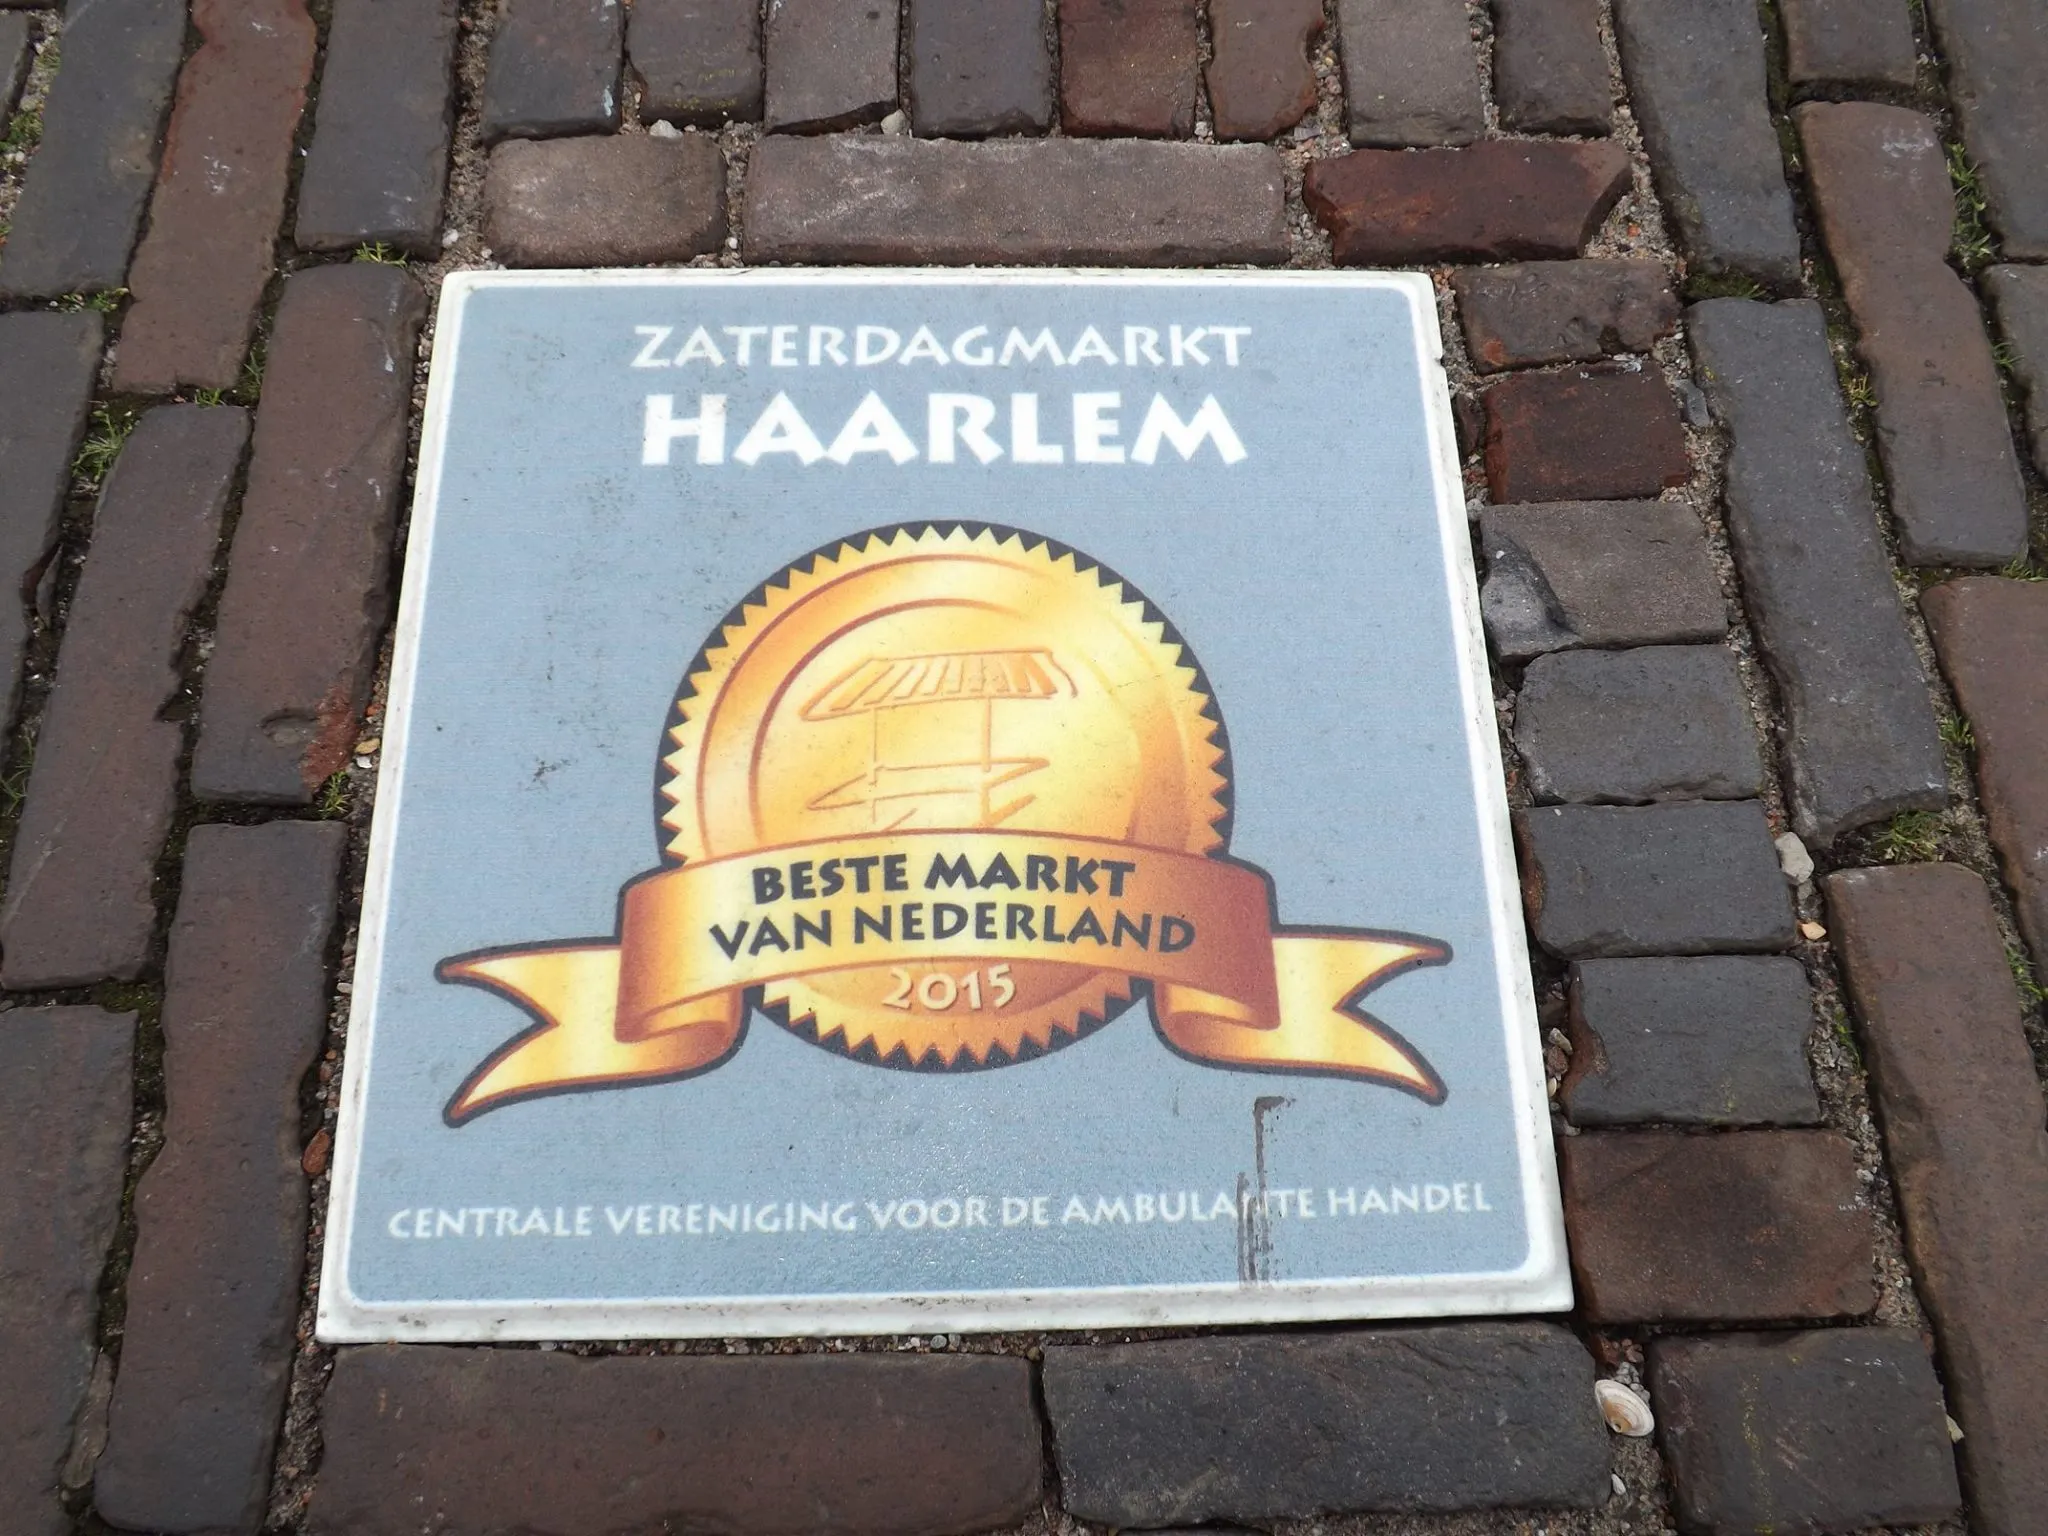 ZATERDAGMARKT
HAARLEM
BESTE MARKT
VAN NEDERLAND
2015
CENTRALE VERENIGING VOOR DE AMBULANTE HANDEL